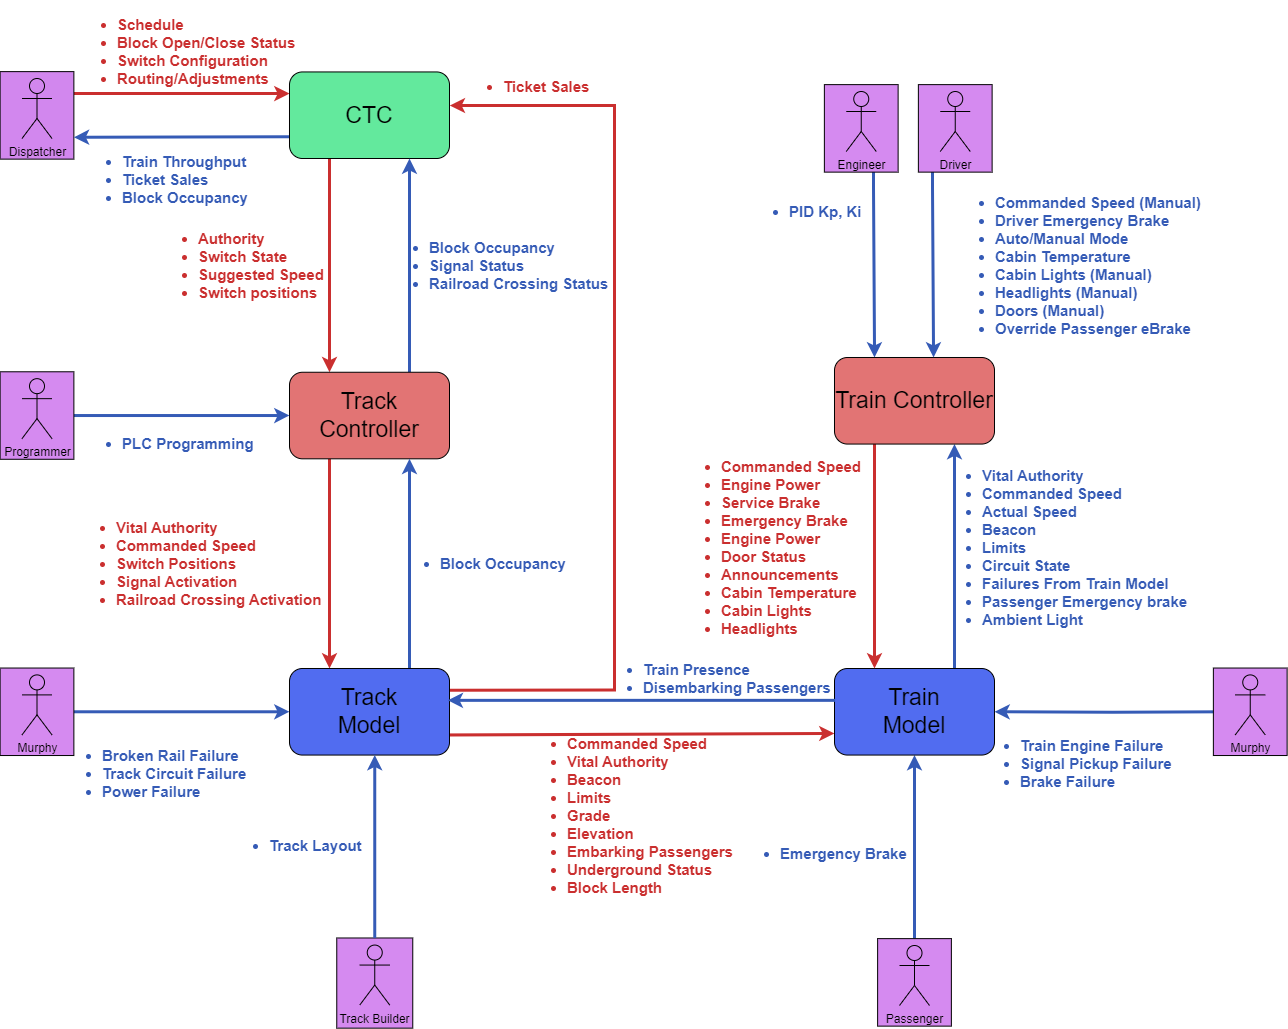 Schedule
Block Open/Close Status
Switch Configuration
Routing/Adjustments
Dispatcher
CTC
Ticket Sales
Train Throughput
Ticket Sales
Block Occupancy
Authority
Switch State
Suggested Speed
Switch positions
Block Occupancy
Signal Status
Railroad Crossing Status
Engineer
Driver
PID Kp, Ki
Commanded Speed (Manual)
Driver Emergency Brake
Auto/Manual Mode
Cabin Temperature
Cabin Lights (Manual)
Headlights (Manual)
Doors (Manual)
Override Passenger eBrake
Programmer
PLC Programming
Track
Controller
Train Controller
Vital Authority
Commanded Speed
Switch Positions
Signal Activation
Railroad Crossing Activation
Block Occupancy
Commanded Speed
Engine Power
Service Brake
Emergency Brake
Engine Power
Door Status
Announcements
Cabin Temperature
Cabin Lights
Headlights
Vital Authority
Commanded Speed
Actual Speed
Beacon
Limits
Circuit State
Failures From Train Model
Passenger Emergency brake
Ambient Light
Murphy
Broken Rail Failure
Track Circuit Failure
Power Failure
Track
Model
Train Presence
Disembarking Passengers
Train
Model
Murphy
Train Engine Failure
Signal Pickup Failure
Brake Failure
Commanded Speed
Vital Authority
Beacon
Limits
Grade
Elevation
Embarking Passengers
Underground Status
Block Length
Track Layout
Emergency Brake
Track Builder
Passenger